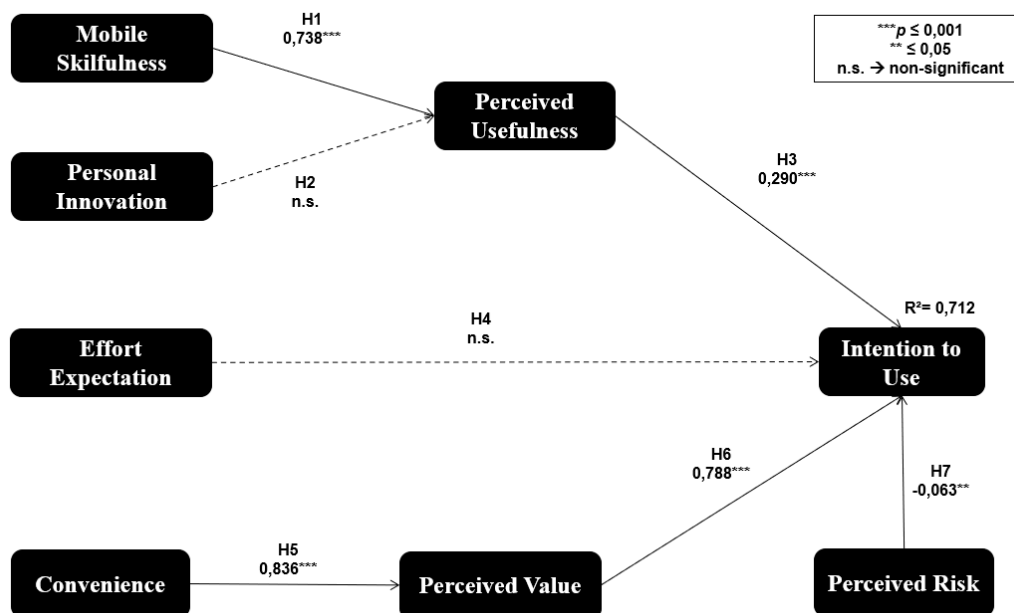 H1
0,738***
***p ≤ 0,001
** ≤ 0,05
n.s. → non-significant
Mobile
Skilfulness
Perceived
Usefulness
Personal
Innovation
H2
n.s.
H3
0,290***
R²= 0,712
H4
n.s.
Effort
Expectation
Intention to
Use
H6
0,788***
H7
-0,063**
H5
0,836***
Convenience
Perceived Value
Perceived Risk